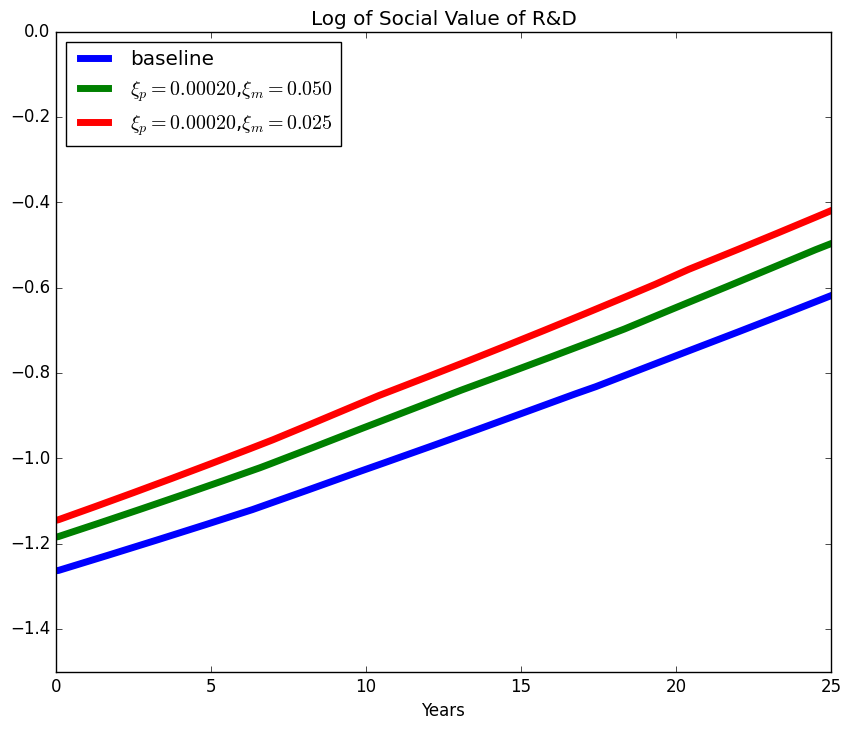 Log of Social Value of R&D
0.0
−0.2
−0.4
−0.6
−0.8
−1.0
−1.2
−1.4
baseline
ξₚ = 0.00020,ξₘ = 0.050
ξₚ = 0.00020,ξₘ = 0.025
0 5 10 15 20 25
Years